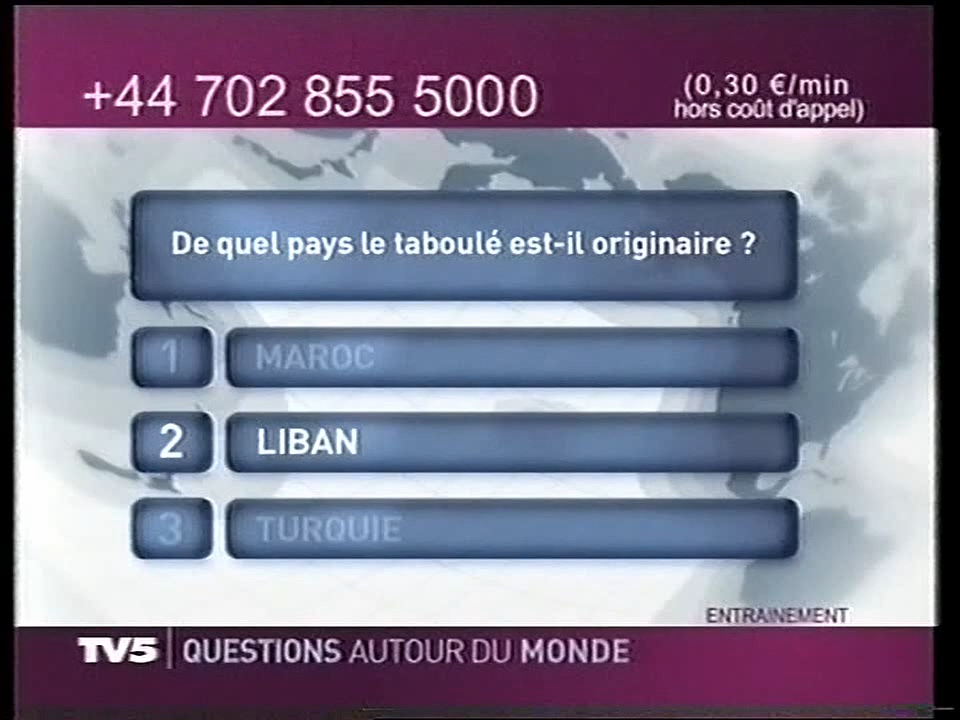 +44 702 855 5000
(0,30 €/min
hors coût d'appel)
De quel pays le taboulé est-il originaire ?
1 MAROC
2 LIBAN
3 TURQUIE
ENTRAINEMENT
TV5 QUESTIONS AUTOUR DU MONDE